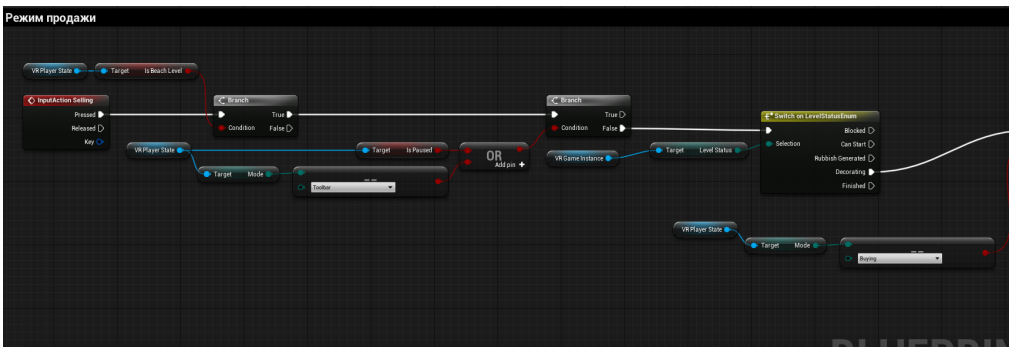 Режим продажи
VR Player State
Target Is Beach Level
InputAction Selling
Pressed
Released
Key
Branch
True
Condition False
VR Player State
Target Is Paused
Target Mode
==
Toolbar
OR
Add pin +
Branch
True
Condition False
VR Game Instance
Target Level Status
Switch on LevelStatusEnum
Selection
Blocked
Can Start
Rubbish Generated
Decorating
Finished
VR Player State
Target Mode
==
Buying